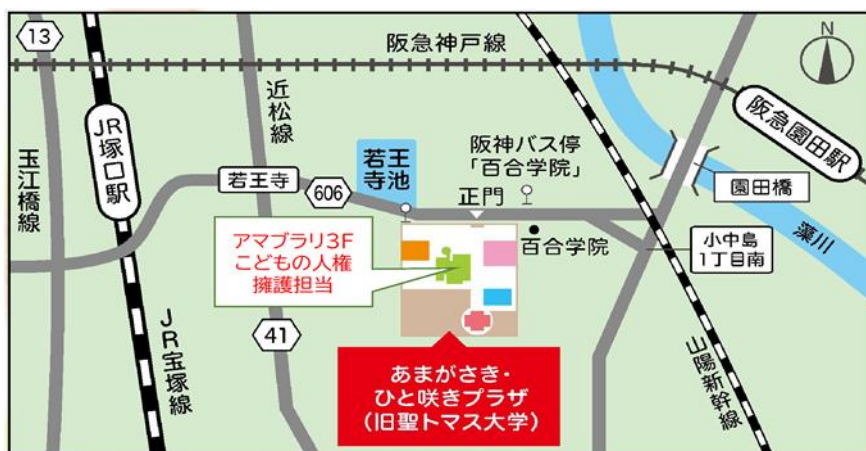 13
阪急神戸線
N
近松線
JR塚口駅
玉江橋線
阪急園田駅
阪神バス停
「百合学院」
若王寺池
若王寺
606
正門
園田橋
百合学院
小中島
1丁目南
藻川
アマブラリ3F
こどもの人権
擁護担当
41
JR宝塚線
山陽新幹線
あまがさき・
ひと咲きプラザ
(旧聖トマス大学)